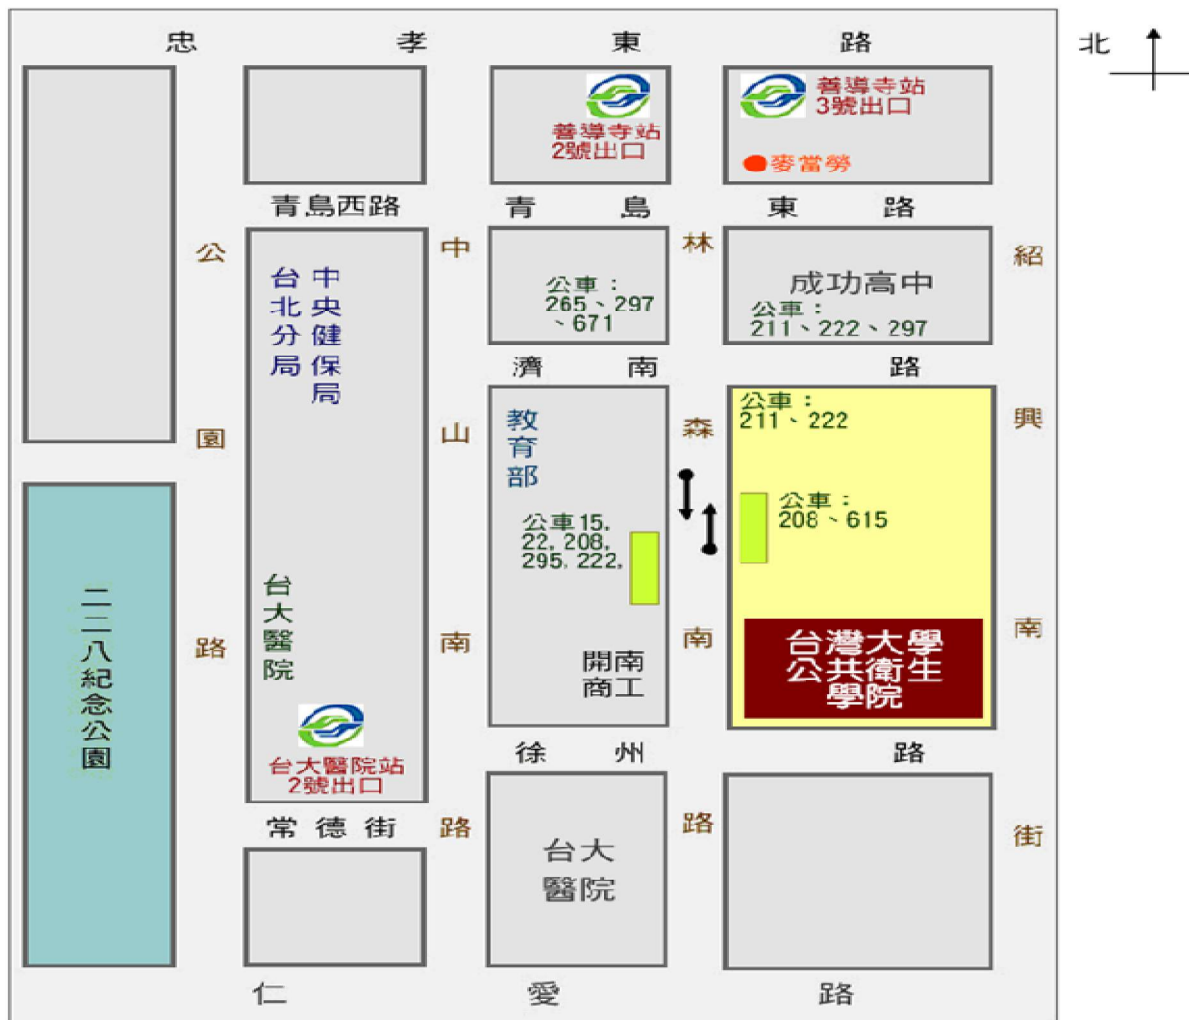 忠孝東路
北
善導寺站
2號出口
善導寺站
3號出口
麥當勞
青島西路
青島東路
公園路
中山南路
林森南路
紹興南街
中央健保局
台北分局
公車：
265、297
、671
成功高中
公車：
211、222、297
濟南路
教育部
公車：
211、222
公車15,
22, 208,
295, 222,
公車：
208、615
台大醫院
二二八紀念公園
開南
商工
台灣大學
公共衛生
學院
台大醫院站
2號出口
徐州路
常德街
台大
醫院
仁愛路